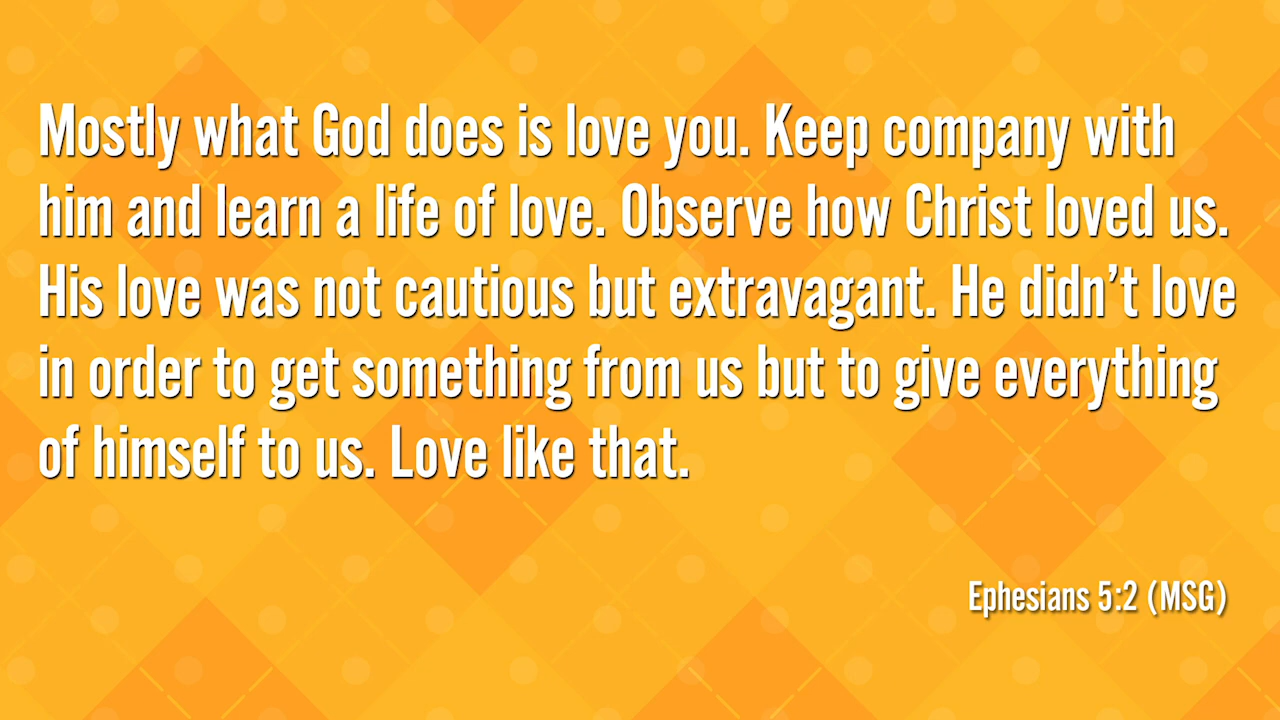 Mostly what God does is love you. Keep company with
him and learn a life of love. Observe how Christ loved us.
His love was not cautious but extravagant. He didn’t love
in order to get something from us but to give everything
of himself to us. Love like that.
Ephesians 5:2 (MSG)